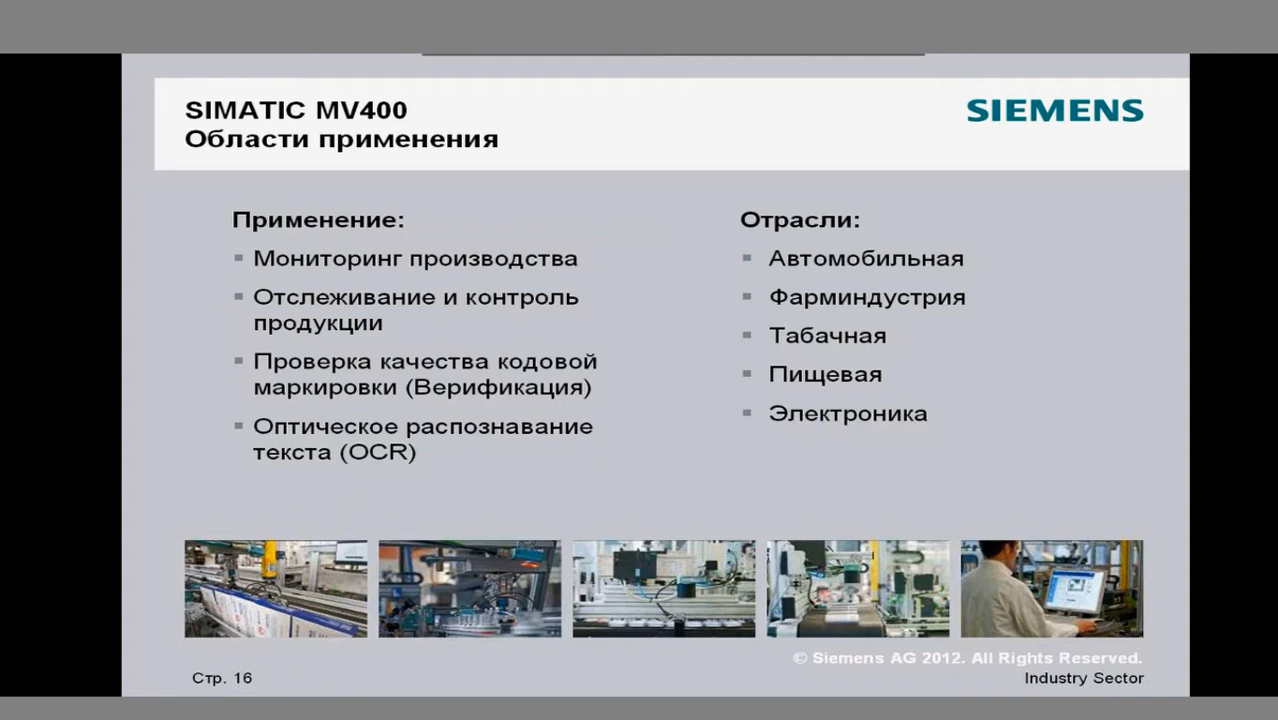 SIMATIC MV400
Области применения
SIEMENS
Применение:
Мониторинг производства
Отслеживание и контроль
продукции
Проверка качества кодовой
маркировки (Верификация)
Оптическое распознавание
текста (OCR)
Отрасли:
Автомобильная
Фарминдустрия
Табачная
Пищевая
Электроника
© Siemens AG 2012. All Rights Reserved.
Стр. 16
Industry Sector